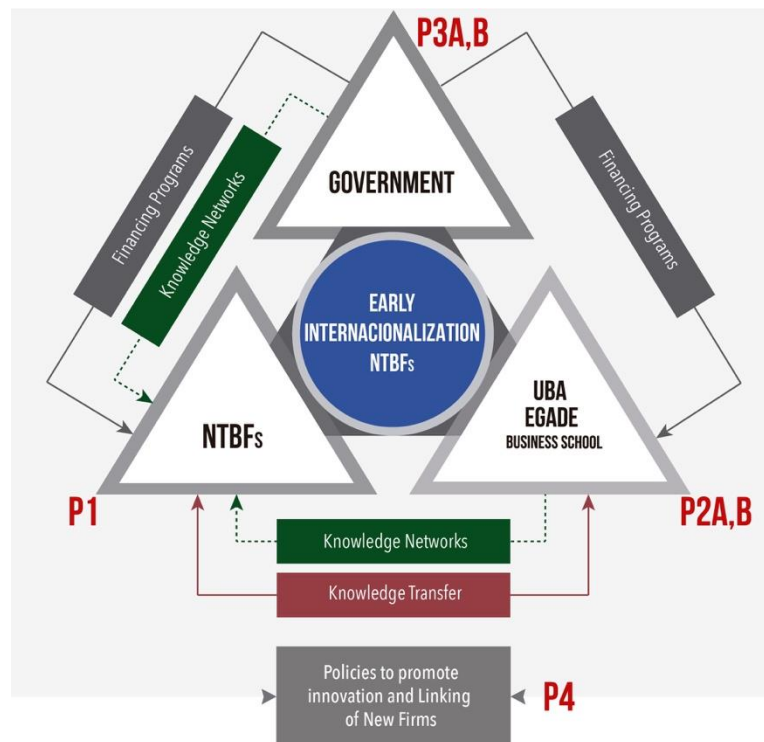 P3A,B
GOVERNMENT
Financing Programs
Knowledge Networks
Financing Programs
EARLY
INTERNACIONALIZATION
NTBFs
NTBFs
UBA
EGADE
BUSINESS SCHOOL
P1
P2A,B
Knowledge Networks
Knowledge Transfer
Policies to promote
innovation and Linking
of New Firms
P4